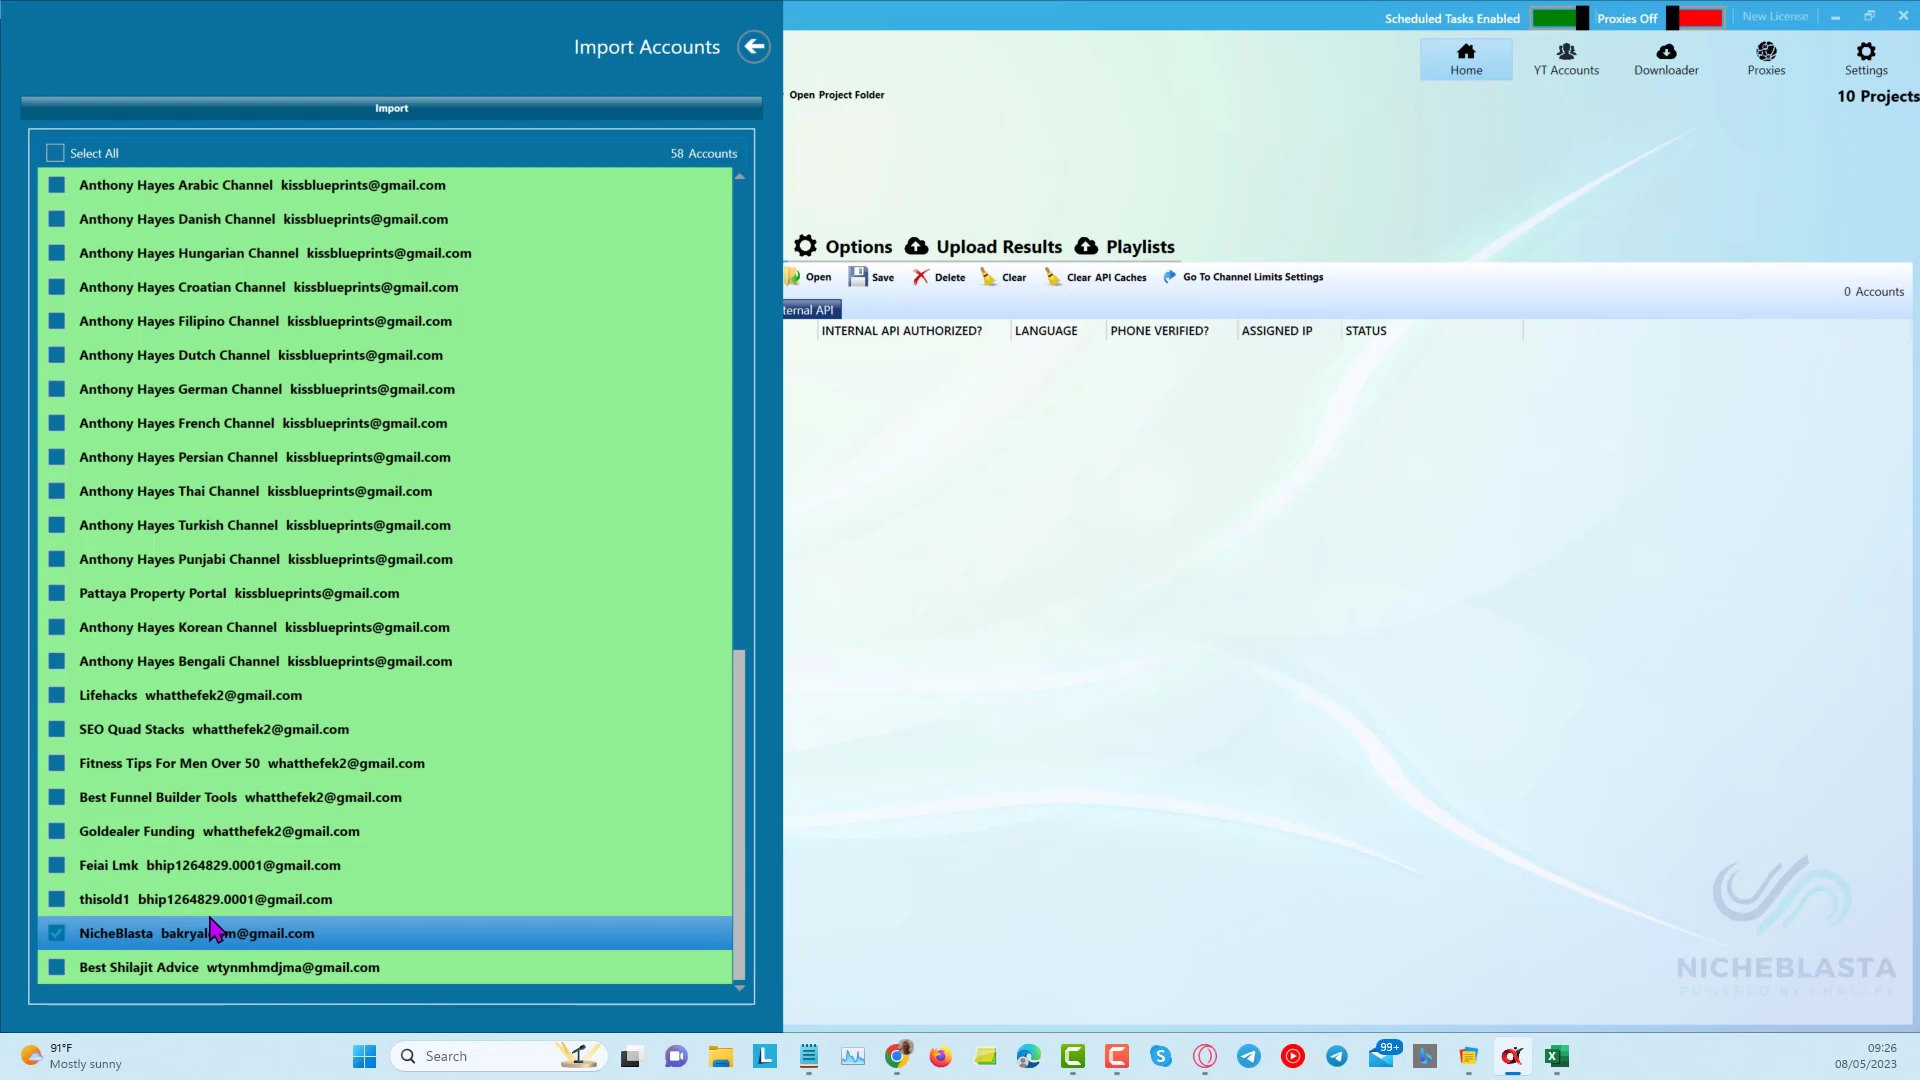 Import Accounts
Import
Select All
58 Accounts
Anthony Hayes Arabic Channel kissblueprints@gmail.com
Anthony Hayes Danish Channel kissblueprints@gmail.com
Anthony Hayes Hungarian Channel kissblueprints@gmail.com
Anthony Hayes Croatian Channel kissblueprints@gmail.com
Anthony Hayes Filipino Channel kissblueprints@gmail.com
Anthony Hayes Dutch Channel kissblueprints@gmail.com
Anthony Hayes German Channel kissblueprints@gmail.com
Anthony Hayes French Channel kissblueprints@gmail.com
Anthony Hayes Persian Channel kissblueprints@gmail.com
Anthony Hayes Thai Channel kissblueprints@gmail.com
Anthony Hayes Turkish Channel kissblueprints@gmail.com
Anthony Hayes Punjabi Channel kissblueprints@gmail.com
Pattaya Property Portal kissblueprints@gmail.com
Anthony Hayes Korean Channel kissblueprints@gmail.com
Anthony Hayes Bengali Channel kissblueprints@gmail.com
Lifehacks whatthefek2@gmail.com
SEO Quad Stacks whatthefek2@gmail.com
Fitness Tips For Men Over 50 whatthefek2@gmail.com
Best Funnel Builder Tools whatthefek2@gmail.com
Goldealer Funding whatthefek2@gmail.com
Feiai Lmk bhip1264829.0001@gmail.com
thisold1 bhip1264829.0001@gmail.com
NicheBlasta
Best Shilajit Advice wtynmhmdjma@gmail.com
Scheduled Tasks Enabled
Proxies Off
New License
Home
YT Accounts
Downloader
Proxies
Settings
Open Project Folder
10 Projects
Options
Upload Results
Playlists
Open
Save
Delete
Clear
Clear API Caches
Go To Channel Limits Settings
0 Accounts
ternal API
INTERNAL API AUTHORIZED?
LANGUAGE
PHONE VERIFIED?
ASSIGNED IP
STATUS
NICHEBLASTA
POWERED BY CHATGPT
91°F
Mostly sunny
Search
99+
09:26
08/05/2023